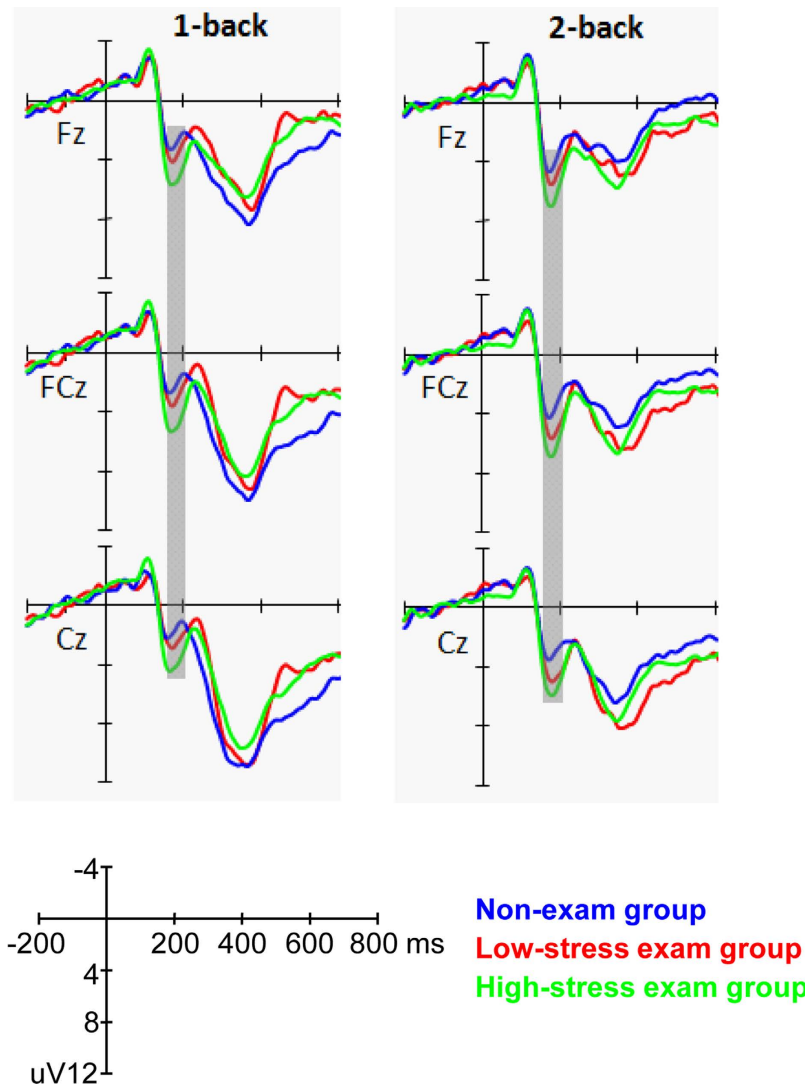 1-back
2-back
Fz
Fz
FCz
FCz
Cz
Cz
-4
-200 200 400 600 800 ms
4
8
uV12
Non-exam group
Low-stress exam group
High-stress exam group